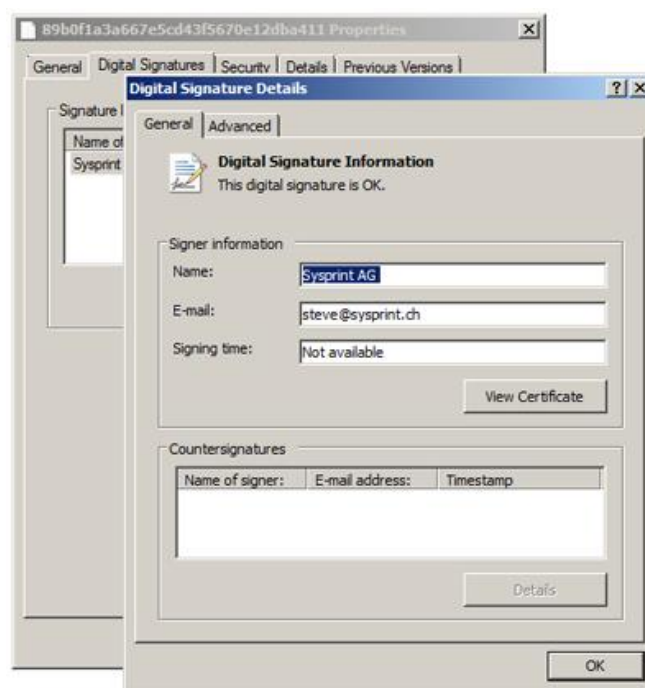 89b0f1a3a667e5cd43f5670e12dba411 Properties
General Digital Signatures Security Details Previous Versions
Signature l
Name of
Sysprint
Digital Signature Details
General Advanced
Digital Signature Information
This digital signature is OK.
Signer information
Name: Sysprint AG
E-mail: steve@sysprint.ch
Signing time: Not available
View Certificate
Countersignatures
Name of signer: E-mail address: Timestamp
Details
OK